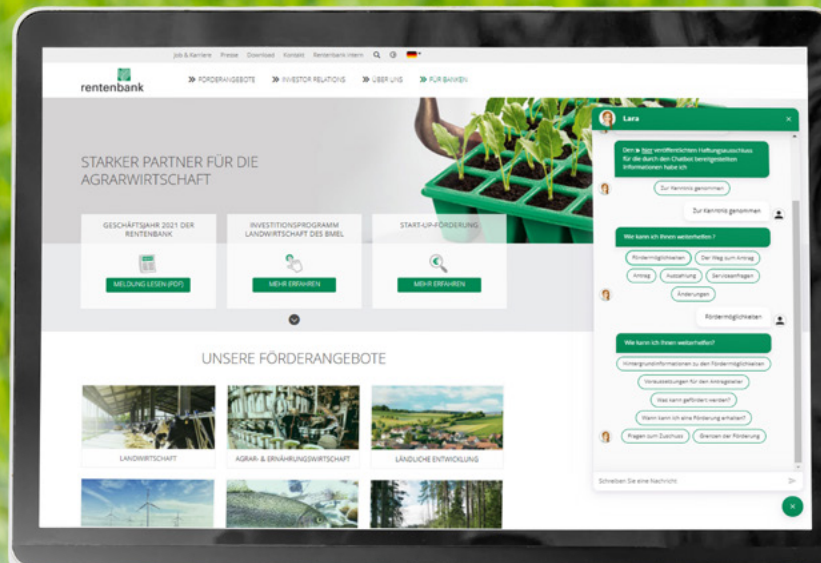 Job & Karriere Presse Download Kontakt Rentenbank intern
rentenbank
FÖRDERANGEBOTE INVESTOR RELATIONS ÜBER UNS FÜR BANKEN
STARKER PARTNER FÜR DIE
AGRARWIRTSCHAFT
GESCHÄFTSJAHR 2021 DER
RENTENBANK
MELDUNG LESEN (PDF)
INVESTITIONSPROGRAMM
LANDWIRTSCHAFT DES BMEL
MEHR ERFAHREN
START-UP-FÖRDERUNG
MEHR ERFAHREN
UNSERE FÖRDERANGEBOTE
LANDWIRTSCHAFT
AGRAR- & ERNÄHRUNGSWIRTSCHAFT
LÄNDLICHE ENTWICKLUNG
Lara
Den hier veröffentlichten Haftungsausschluss
für die durch den Chatbot bereitgestellten
Informationen habe ich
Zur Kenntnis genommen
Zur Kenntnis genommen
Wie kann ich Ihnen weiterhelfen?
Fördermöglichkeiten Der Weg zum Antrag
Antrag Auszahlung Serviceanfragen
Änderungen
Fördermöglichkeiten
Wie kann ich Ihnen weiterhelfen?
Hintergrundinformationen zu den Fördermöglichkeiten
Voraussetzungen für den Antragsteller
Was kann gefördert werden?
Wann kann ich eine Förderung erhalten?
Fragen zum Zuschuss Grenzen der Förderung
Schreiben Sie eine Nachricht